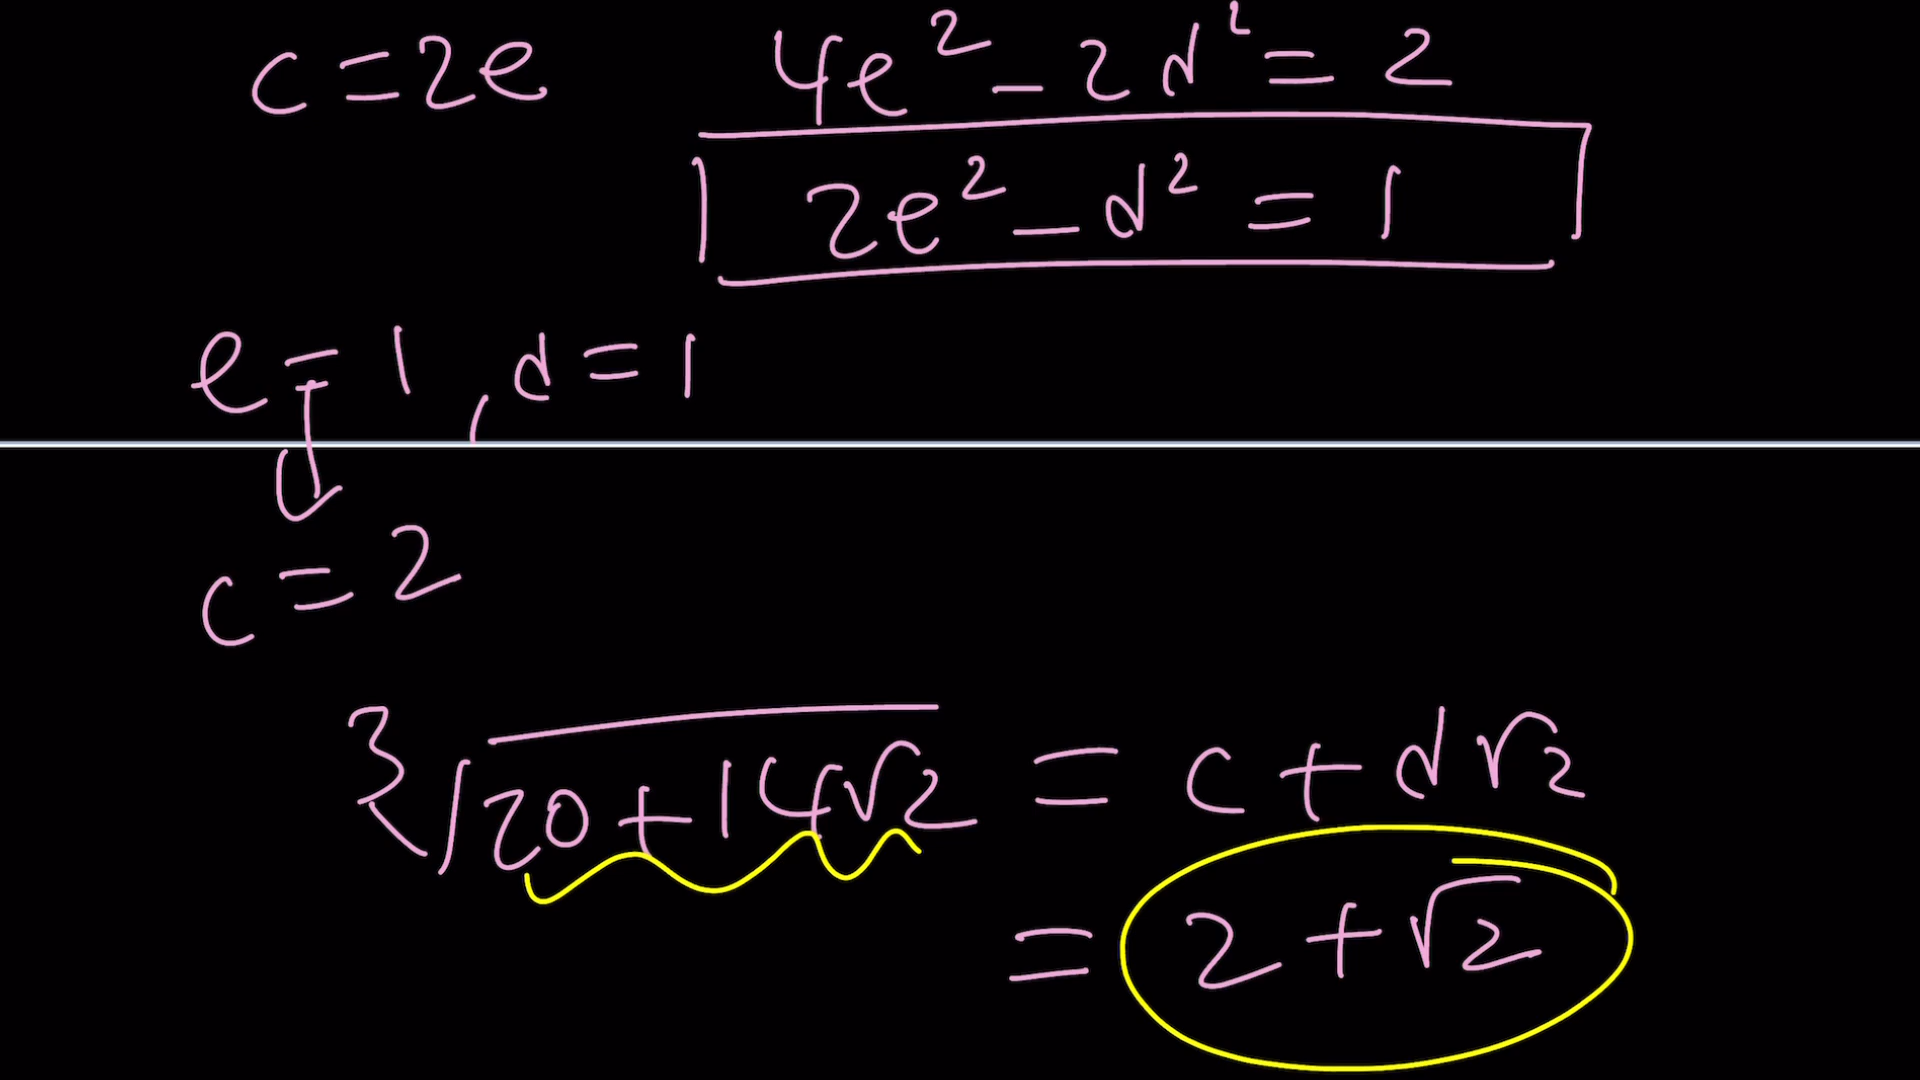 c = 2e
4e² - 2d² = 2
2e² - d² = 1
e = 1, d = 1
c = 2
∛(20 + 14√2) = c + d√2
= 2 + √2